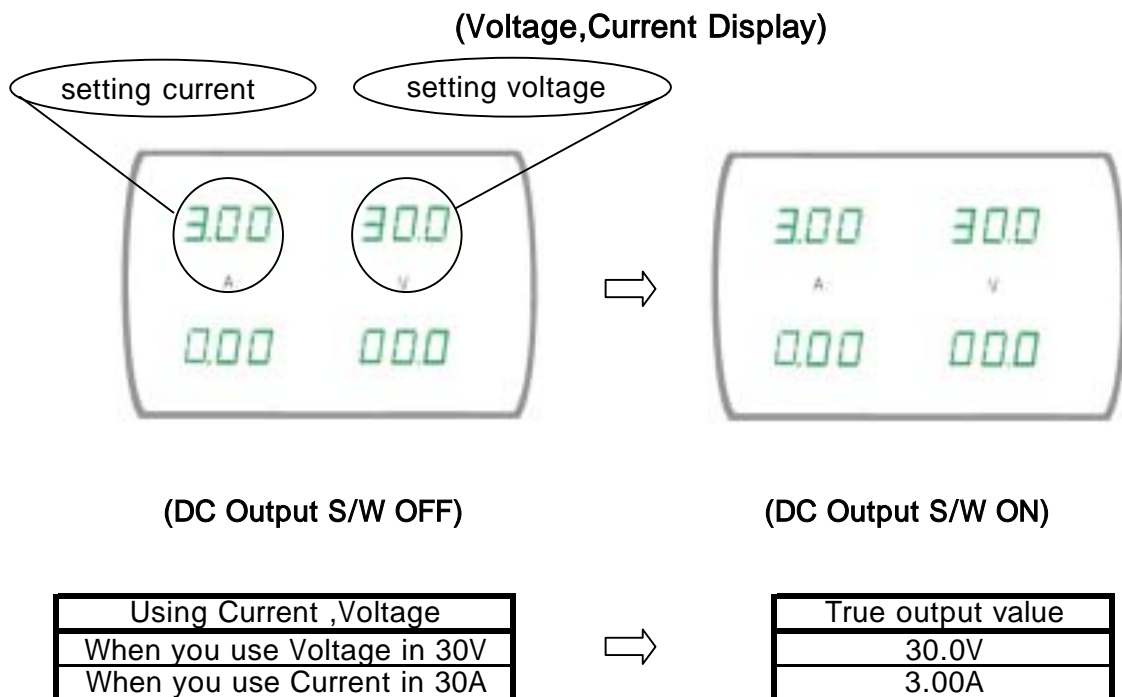 (Voltage,Current Display)
setting current
setting voltage
3.00 30.0
A V
0.00 00.0
3.00 30.0
A V
0.00 00.0
(DC Output S/W OFF)
(DC Output S/W ON)
Using Current ,Voltage
When you use Voltage in 30V
When you use Current in 30A
True output value
30.0V
3.00A